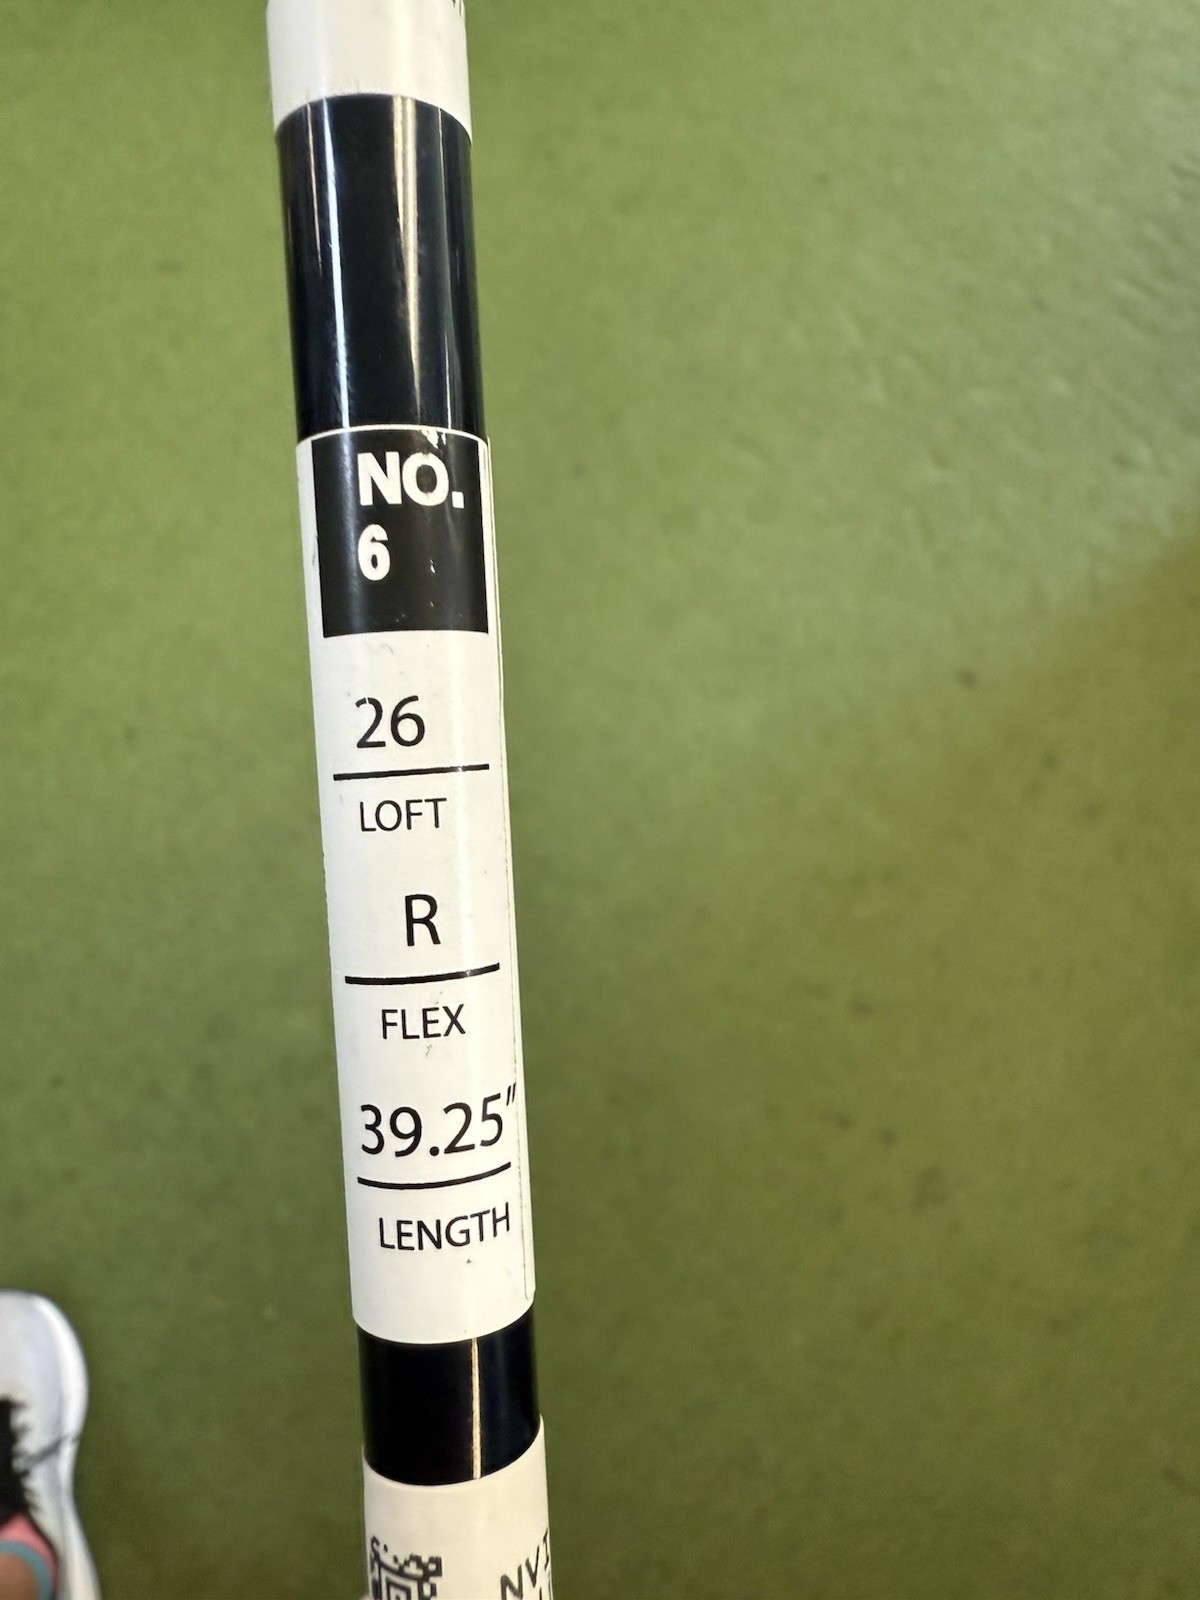 NO.
6
26
LOFT
R
FLEX
39.25"
LENGTH